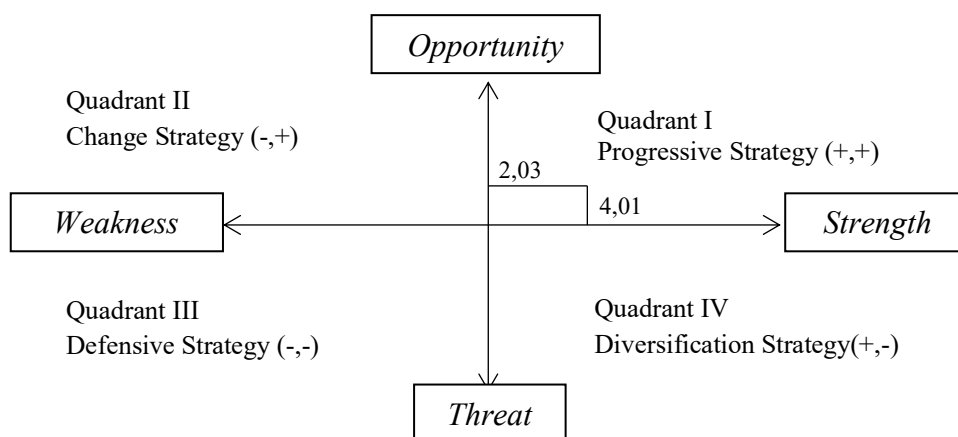 Opportunity
Quadrant II
Change Strategy (-,+)
Quadrant I
Progressive Strategy (+,+)
2,03
4,01
Weakness
Strength
Quadrant III
Defensive Strategy (-,-)
Quadrant IV
Diversification Strategy(+,-)
Threat